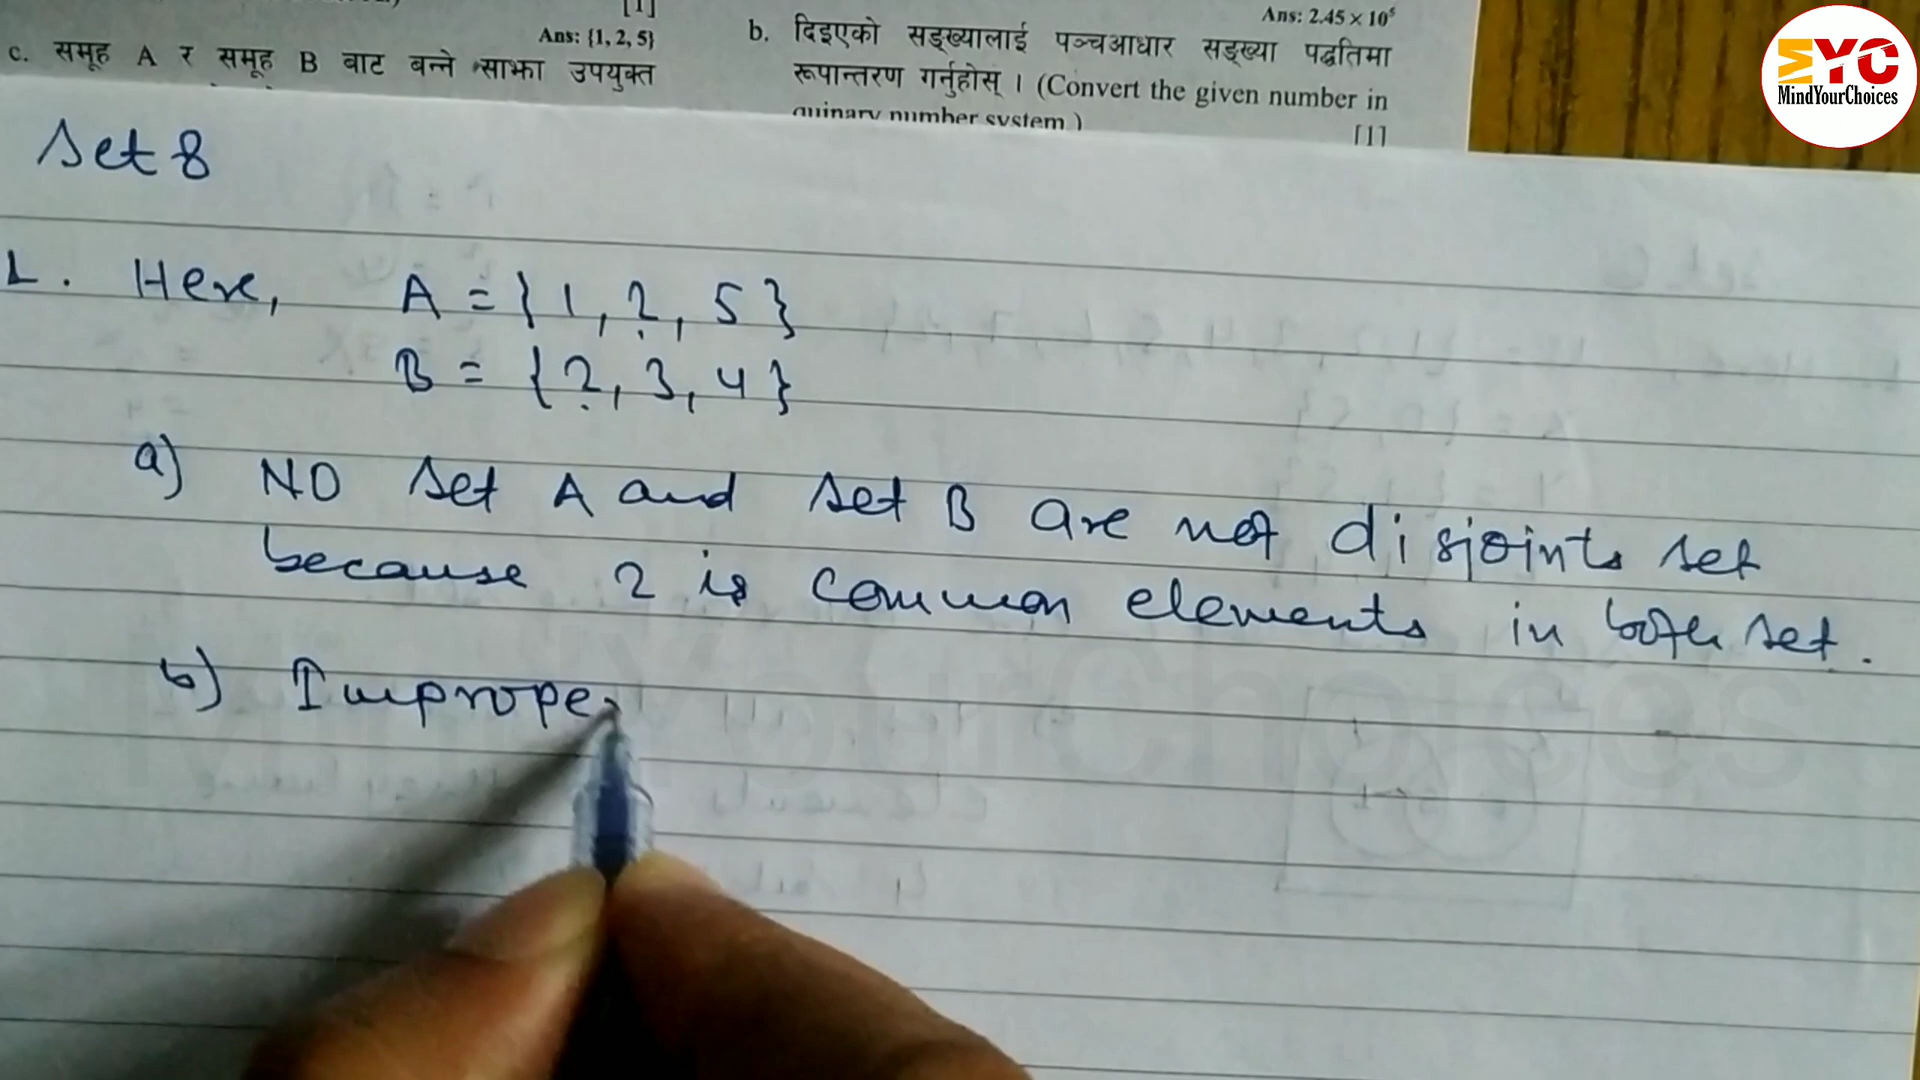 [1]
Ans: {1, 2, 5}
c. समूह A र समूह B बाट बन्ने साझा उपयुक्त
Ans: 2.45 × 10⁵
b. दिइएको सङ्ख्यालाई पञ्चआधार सङ्ख्या पद्धतिमा
रूपान्तरण गर्नुहोस् । (Convert the given number in
quinary number system.)
[1]
MYC
MindYourChoices
Set 8
1. Here, A = {1, 2, 5}
B = {2, 3, 4}
a) NO set A and set B are not disjoints set
because 2 is common elements in both set.
b) Imprope
MindYourChoices